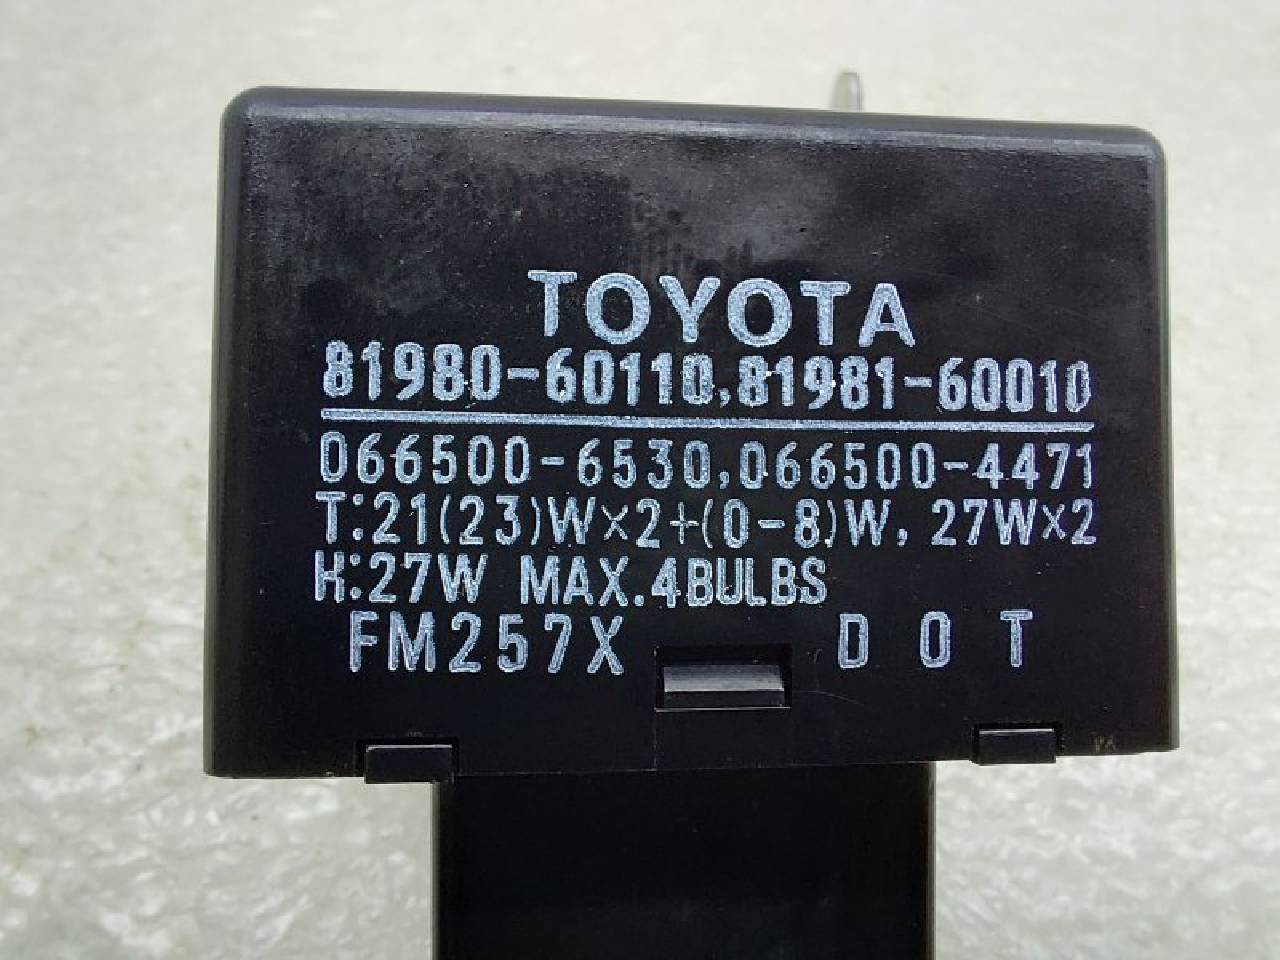 TOYOTA
81980-60110,81981-60010
066500-6530,066500-4471
T:21(23)W×2+(0-8)W, 27W×2
H:27W MAX.4BULBS
FM257X DOT